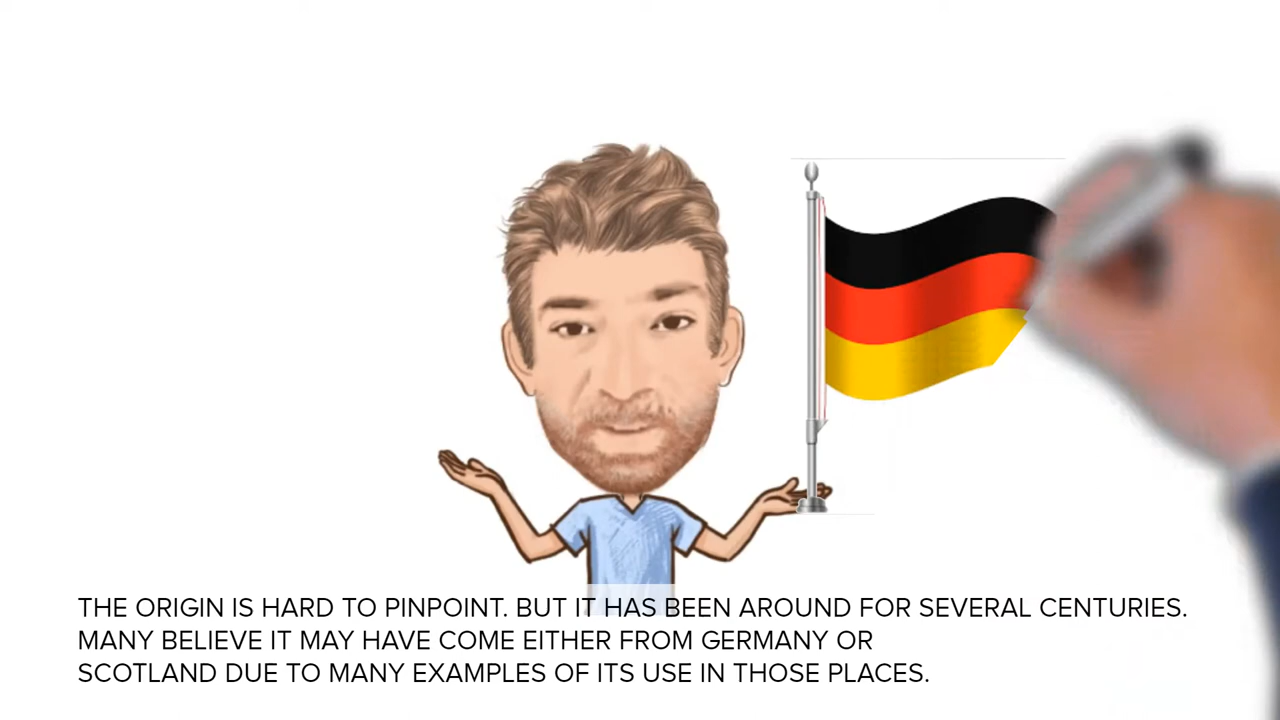 THE ORIGIN IS HARD TO PINPOINT. BUT IT HAS BEEN AROUND FOR SEVERAL CENTURIES.
MANY BELIEVE IT MAY HAVE COME EITHER FROM GERMANY OR
SCOTLAND DUE TO MANY EXAMPLES OF ITS USE IN THOSE PLACES.